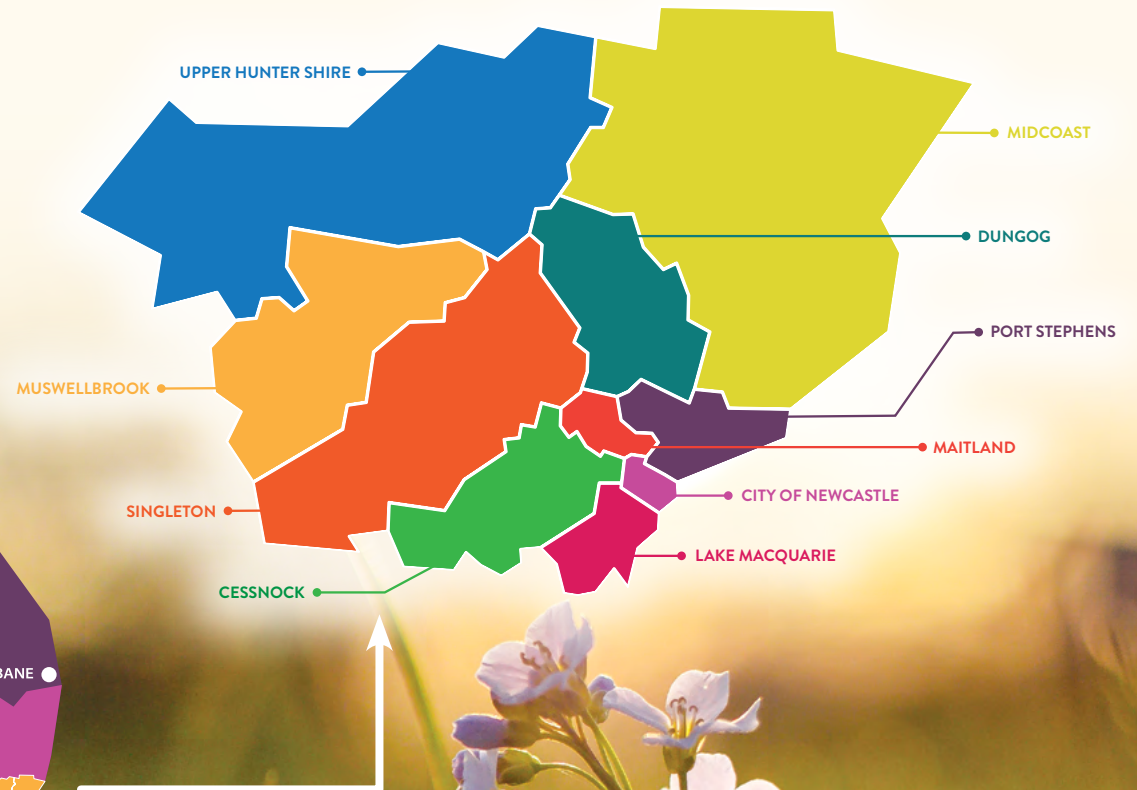 UPPER HUNTER SHIRE
MIDCOAST
DUNGOG
PORT STEPHENS
MUSWELLBROOK
MAITLAND
CITY OF NEWCASTLE
SINGLETON
LAKE MACQUARIE
CESSNOCK
BANE